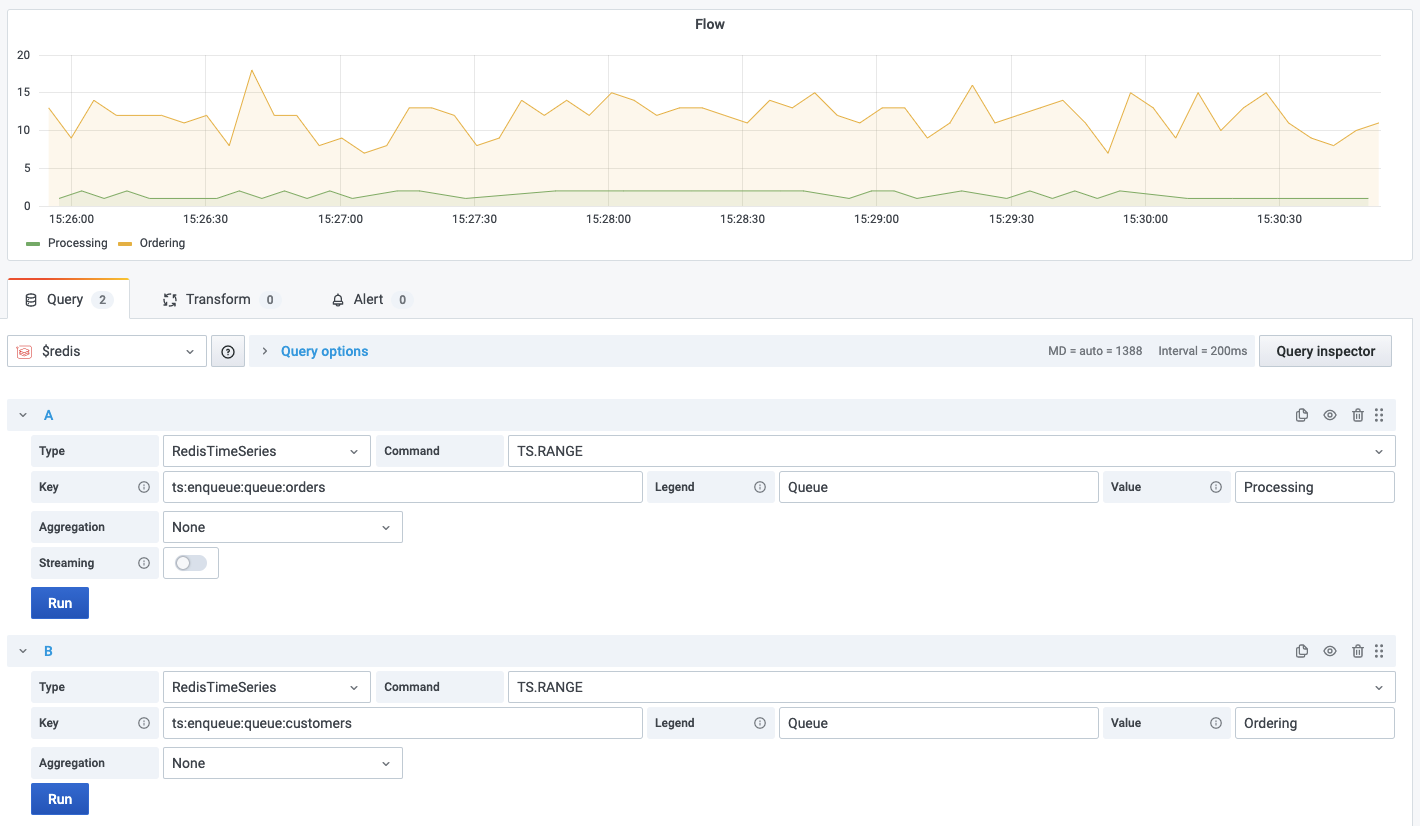 Flow
20
15
10
5
0
15:26:00 15:26:30 15:27:00 15:27:30 15:28:00 15:28:30 15:29:00 15:29:30 15:30:00 15:30:30
Processing Ordering
Query 2 Transform 0 Alert 0
$redis Query options MD = auto = 1388 Interval = 200ms Query inspector
A
Type RedisTimeSeries Command TS.RANGE
Key ts:enqueue:queue:orders Legend Queue Value Processing
Aggregation None
Streaming
Run
B
Type RedisTimeSeries Command TS.RANGE
Key ts:enqueue:queue:customers Legend Queue Value Ordering
Aggregation None
Run